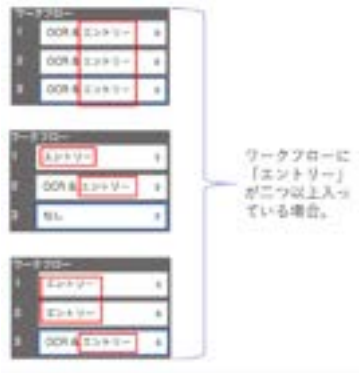 ワークフロー
1 OCR & エントリー
2 OCR & エントリー
3 OCR & エントリー
ワークフロー
1 エントリー
2 OCR & エントリー
3 なし
ワークフロー
1 エントリー
2 エントリー
3 OCR & エントリー
ワークフローに
「エントリー」
が二つ以上入っ
ている場合。